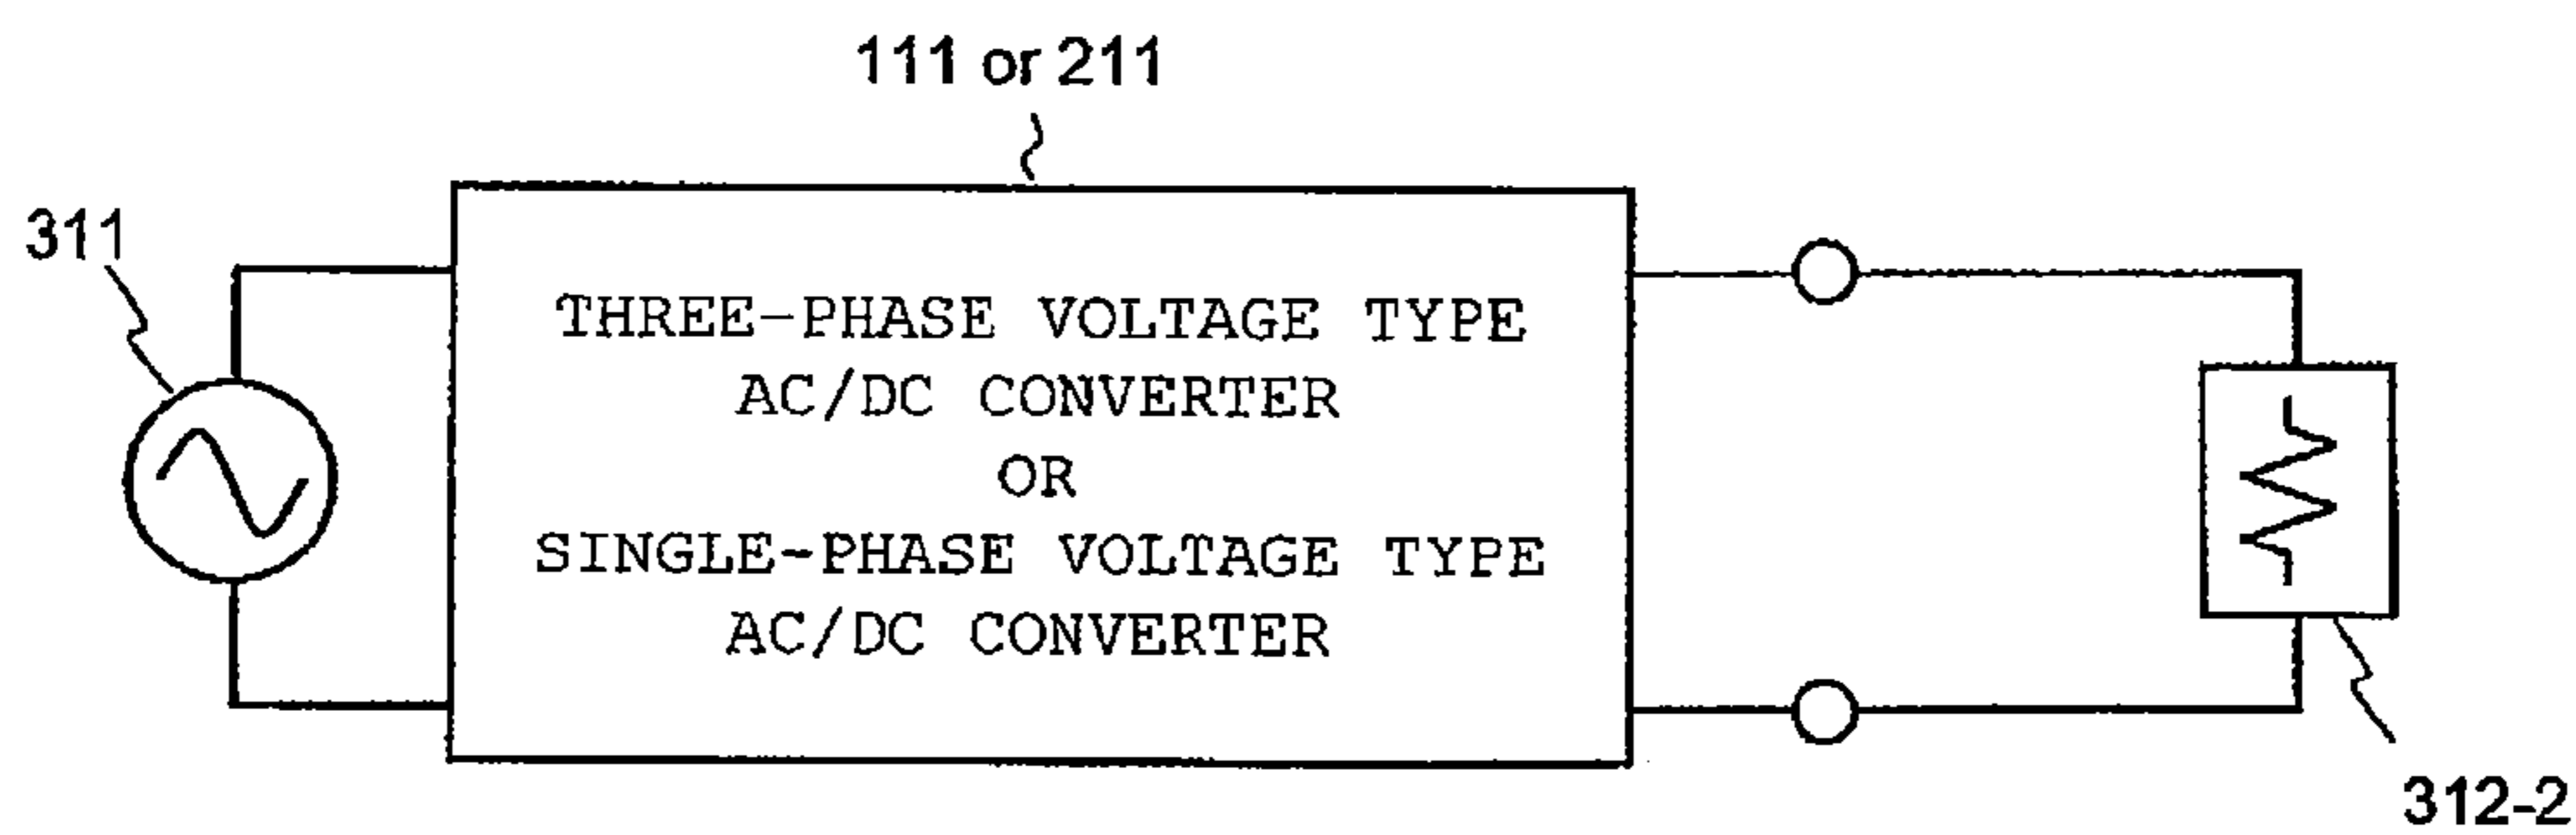 111 or 211
311
THREE-PHASE VOLTAGE TYPE
AC/DC CONVERTER
OR
SINGLE-PHASE VOLTAGE TYPE
AC/DC CONVERTER
312-2